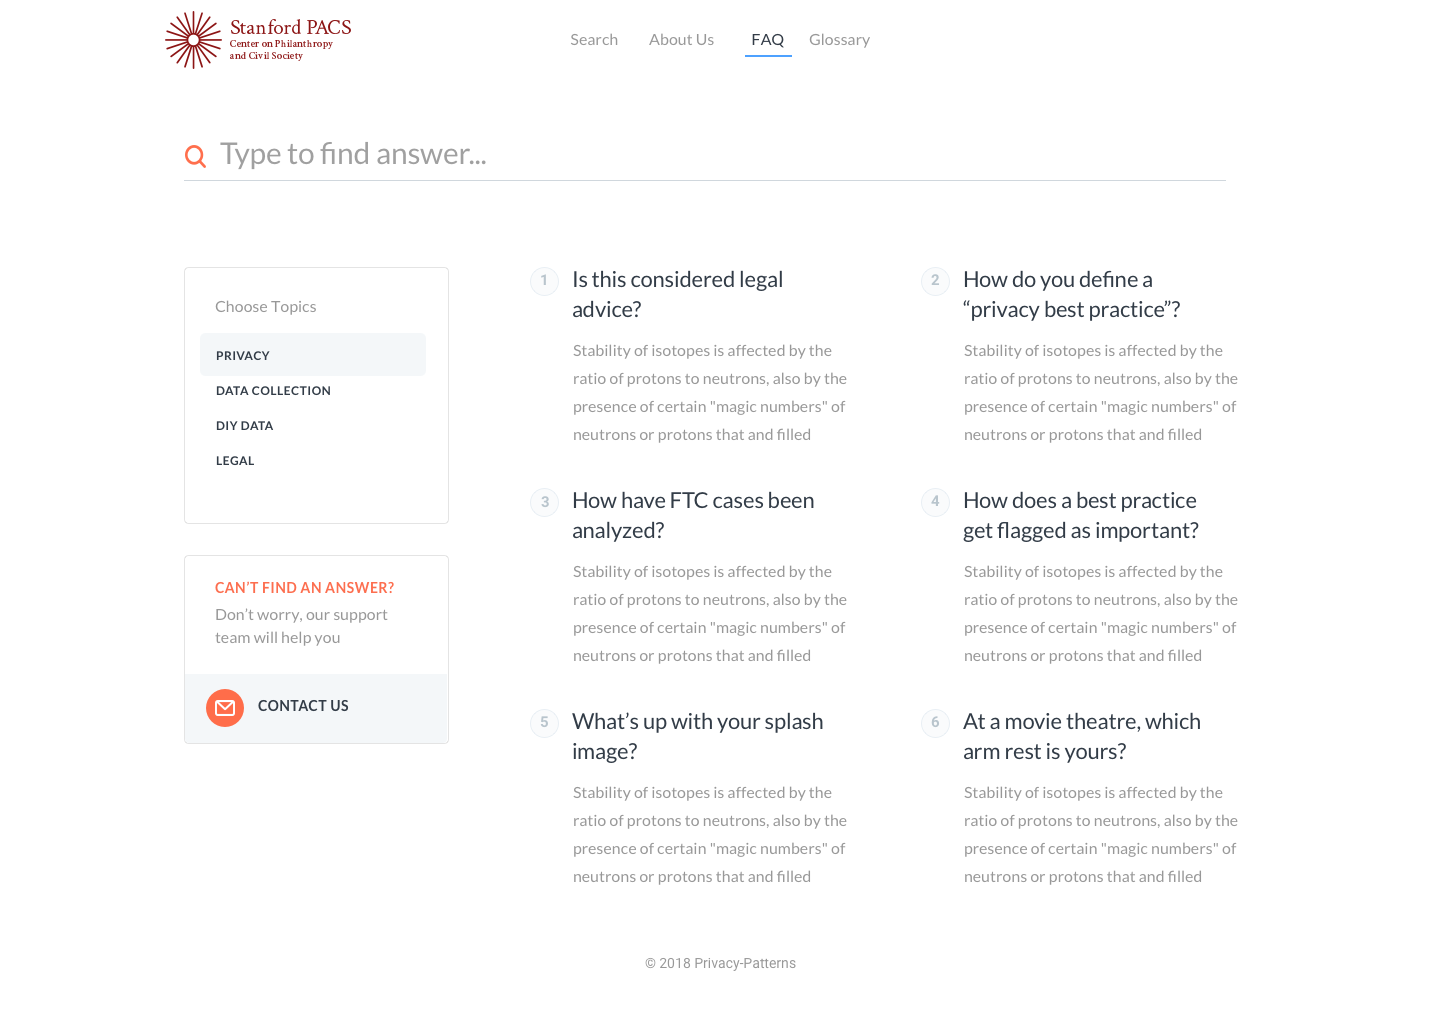 Stanford PACS
Center on Philanthropy
and Civil Society
Search
About Us
FAQ
Glossary
Type to find answer...
Choose Topics
PRIVACY
DATA COLLECTION
DIY DATA
LEGAL
CAN'T FIND AN ANSWER?
Don't worry, our support
team will help you
CONTACT US
1
Is this considered legal
advice?
Stability of isotopes is affected by the
ratio of protons to neutrons, also by the
presence of certain "magic numbers" of
neutrons or protons that and filled
2
How do you define a
“privacy best practice”?
Stability of isotopes is affected by the
ratio of protons to neutrons, also by the
presence of certain "magic numbers" of
neutrons or protons that and filled
3
How have FTC cases been
analyzed?
Stability of isotopes is affected by the
ratio of protons to neutrons, also by the
presence of certain "magic numbers" of
neutrons or protons that and filled
4
How does a best practice
get flagged as important?
Stability of isotopes is affected by the
ratio of protons to neutrons, also by the
presence of certain "magic numbers" of
neutrons or protons that and filled
5
What’s up with your splash
image?
Stability of isotopes is affected by the
ratio of protons to neutrons, also by the
presence of certain "magic numbers" of
neutrons or protons that and filled
6
At a movie theatre, which
arm rest is yours?
Stability of isotopes is affected by the
ratio of protons to neutrons, also by the
presence of certain "magic numbers" of
neutrons or protons that and filled
© 2018 Privacy-Patterns